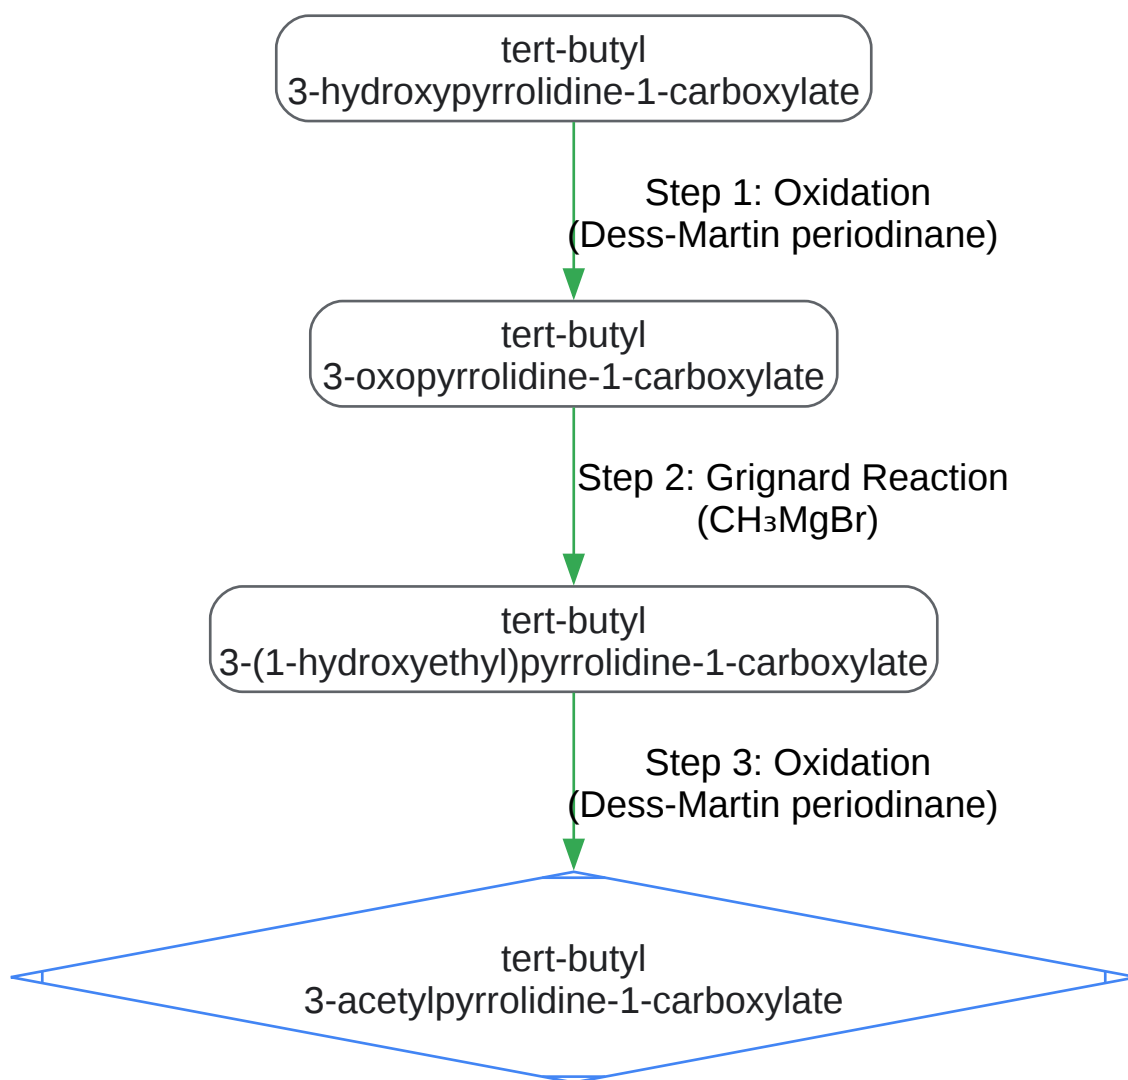 tert-butyl
3-hydroxypyrrolidine-1-carboxylate
Step 1: Oxidation
(Dess-Martin periodinane)
tert-butyl
3-oxopyrrolidine-1-carboxylate
Step 2: Grignard Reaction
(CH₃MgBr)
tert-butyl
3-(1-hydroxyethyl)pyrrolidine-1-carboxylate
Step 3: Oxidation
(Dess-Martin periodinane)
tert-butyl
3-acetylpyrrolidine-1-carboxylate